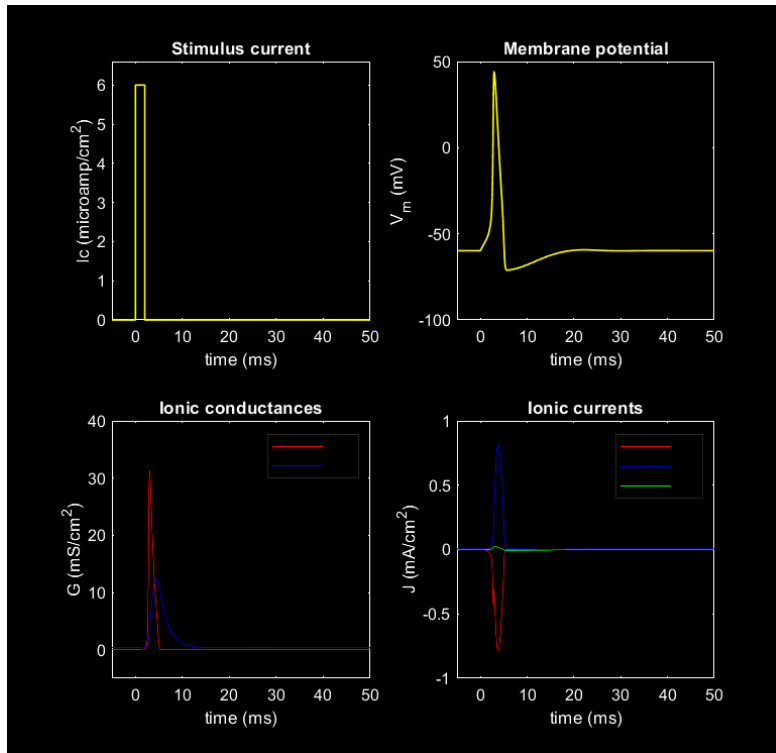 Stimulus current
6
5
4
3
2
1
0
Ic (microamp/cm²)
0 10 20 30 40 50
time (ms)
Membrane potential
50
0
-50
-100
Vₘ (mV)
0 10 20 30 40 50
time (ms)
Ionic conductances
40
30
20
10
0
G (mS/cm²)
0 10 20 30 40 50
time (ms)
Ionic currents
1
0.5
0
-0.5
-1
J (mA/cm²)
0 10 20 30 40 50
time (ms)